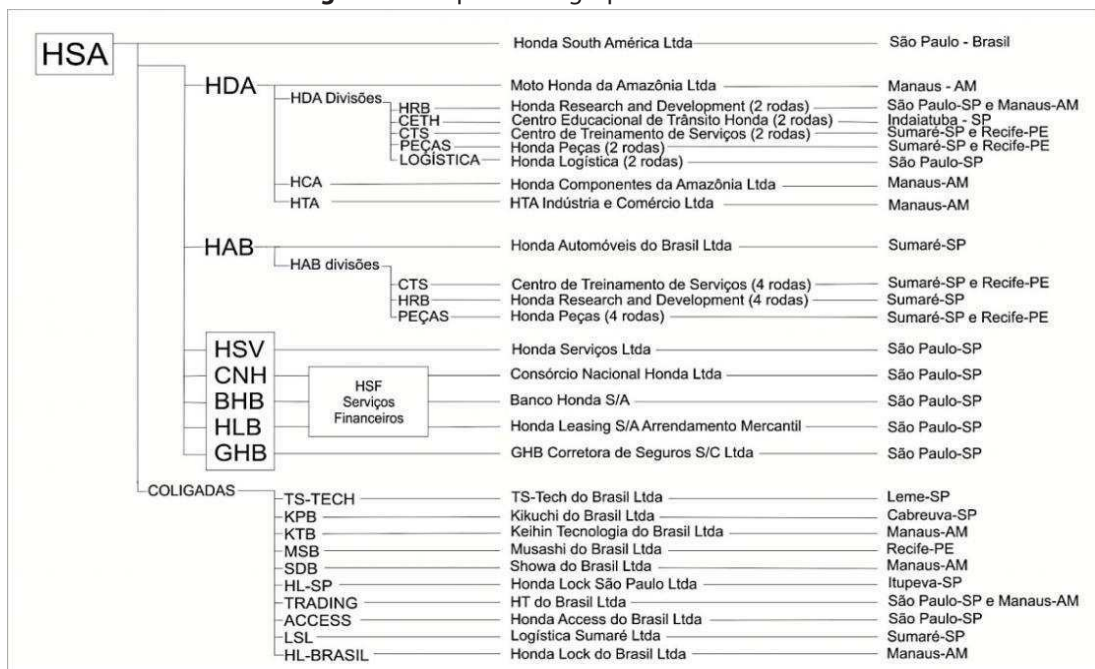 HSA Honda South América Ltda São Paulo - Brasil
HDA Moto Honda da Amazônia Ltda Manaus - AM
HDA Divisões
HRB Honda Research and Development (2 rodas) São Paulo-SP e Manaus-AM
CETH Centro Educacional de Trânsito Honda (2 rodas) Indaiatuba - SP
CTS Centro de Treinamento de Serviços (2 rodas) Sumaré-SP e Recife-PE
PEÇAS Honda Peças (2 rodas) Sumaré-SP e Recife-PE
LOGÍSTICA Honda Logística (2 rodas) São Paulo-SP
HCA Honda Componentes da Amazônia Ltda Manaus-AM
HTA HTA Indústria e Comércio Ltda Manaus-AM
HAB Honda Automóveis do Brasil Ltda Sumaré-SP
HAB divisões
CTS Centro de Treinamento de Serviços (4 rodas) Sumaré-SP e Recife-PE
HRB Honda Research and Development (4 rodas) Sumaré-SP
PEÇAS Honda Peças (4 rodas) Sumaré-SP e Recife-PE
HSV Honda Serviços Ltda São Paulo-SP
CNH Consórcio Nacional Honda Ltda São Paulo-SP
HSF
Serviços
Financeiros
BHB Banco Honda S/A São Paulo-SP
HLB Honda Leasing S/A Arrendamento Mercantil São Paulo-SP
GHB GHB Corretora de Seguros S/C Ltda São Paulo-SP
COLIGADAS
TS-TECH TS-Tech do Brasil Ltda Leme-SP
KPB Kikuchi do Brasil Ltda Cabreuva-SP
KTB Keihin Tecnologia do Brasil Ltda Manaus-AM
MSB Musashi do Brasil Ltda Recife-PE
SDB Showa do Brasil Ltda Manaus-AM
HL-SP Honda Lock São Paulo Ltda Itupeva-SP
TRADING HT do Brasil Ltda São Paulo-SP e Manaus-AM
ACCESS Honda Access do Brasil Ltda São Paulo-SP
LSL Logística Sumaré Ltda Sumaré-SP
HL-BRASIL Honda Lock do Brasil Ltda Manaus-AM